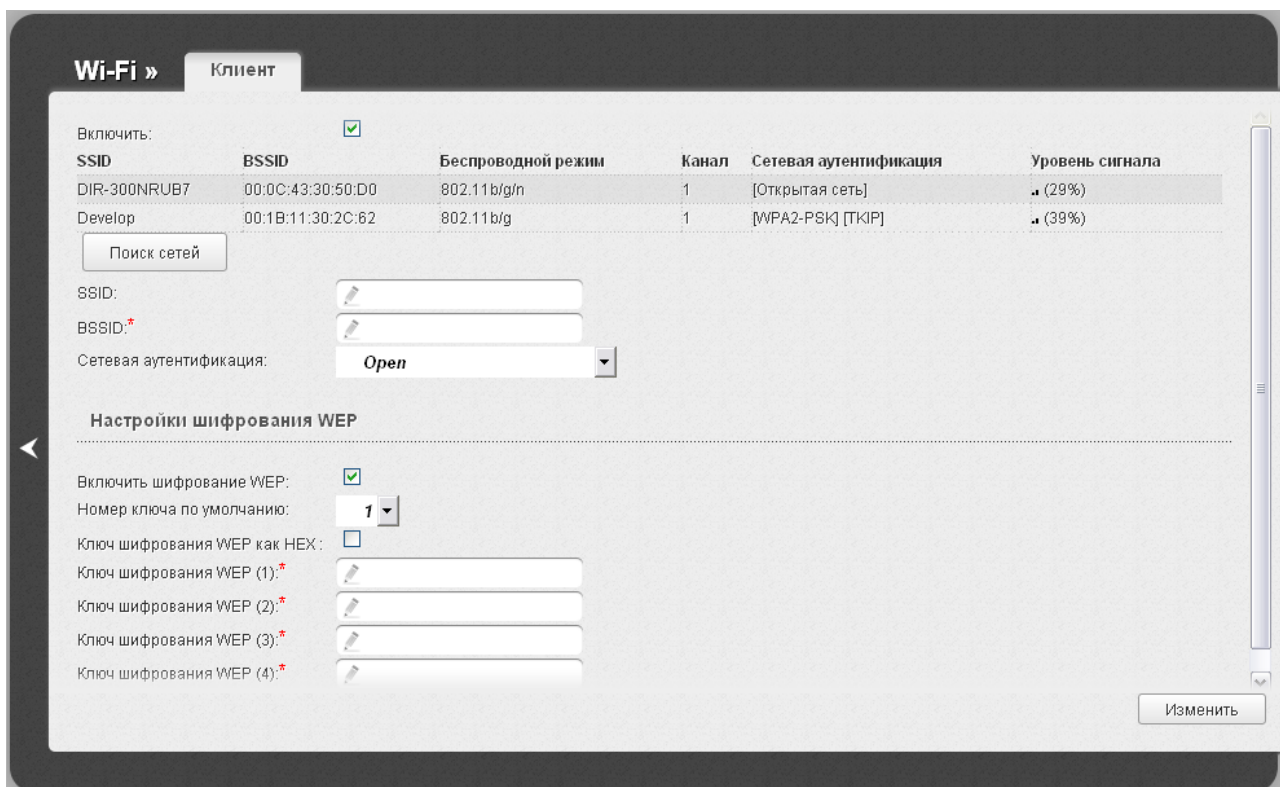 Wi-Fi » Клиент
Включить:
SSID BSSID Беспроводной режим Канал Сетевая аутентификация Уровень сигнала
DIR-300NRUB7 00:0C:43:30:50:D0 802.11b/g/n 1 [Открытая сеть] (29%)
Develop 00:1B:11:30:2C:62 802.11b/g 1 [WPA2-PSK] [TKIP] (39%)
Поиск сетей
SSID:
BSSID:*
Сетевая аутентификация: Open
Настройки шифрования WEP
Включить шифрование WEP:
Номер ключа по умолчанию: 1
Ключ шифрования WEP как HEX :
Ключ шифрования WEP (1):*
Ключ шифрования WEP (2):*
Ключ шифрования WEP (3):*
Ключ шифрования WEP (4):*
Изменить